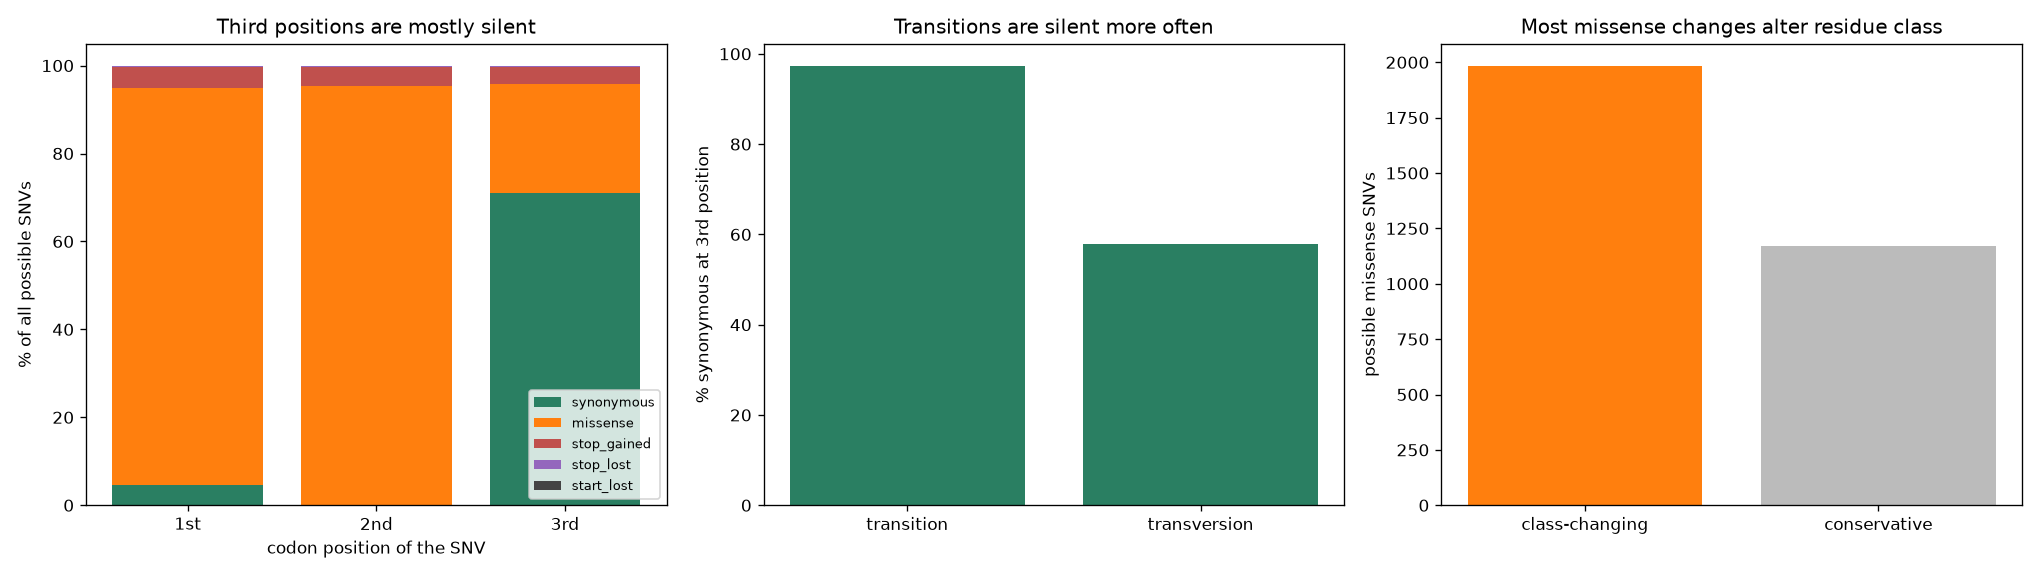 Third positions are mostly silent
% of all possible SNVs
100
80
60
40
20
0
synonymous
missense
stop_gained
stop_lost
start_lost
1st
2nd
3rd
codon position of the SNV
Transitions are silent more often
% synonymous at 3rd position
100
80
60
40
20
0
transition
transversion
Most missense changes alter residue class
possible missense SNVs
2000
1750
1500
1250
1000
750
500
250
0
class-changing
conservative